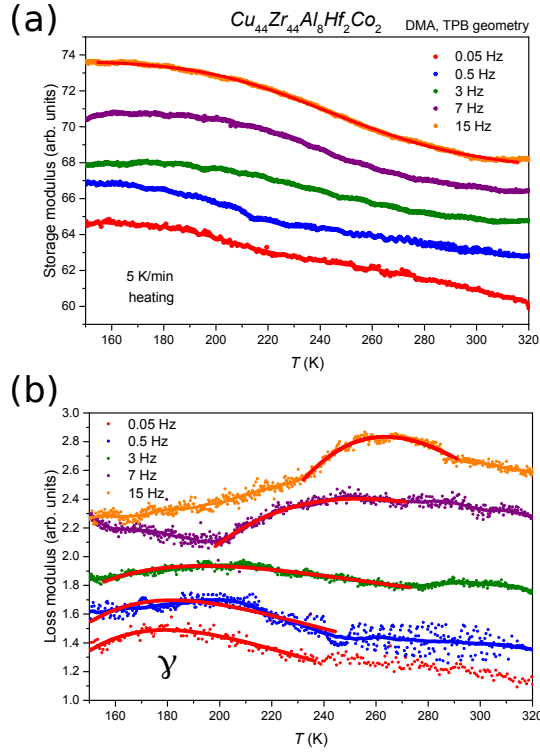 (a)
Cu44Zr44Al8Hf2Co2
DMA, TPB geometry
0.05 Hz
0.5 Hz
3 Hz
7 Hz
15 Hz
Storage modulus (arb. units)
74
72
70
68
66
64
62
60
5 K/min
heating
160 180 200 220 240 260 280 300 320
T (K)
(b)
0.05 Hz
0.5 Hz
3 Hz
7 Hz
15 Hz
Loss modulus (arb. units)
3.0
2.8
2.6
2.4
2.2
2.0
1.8
1.6
1.4
1.2
1.0
γ
160 180 200 220 240 260 280 300 320
T (K)